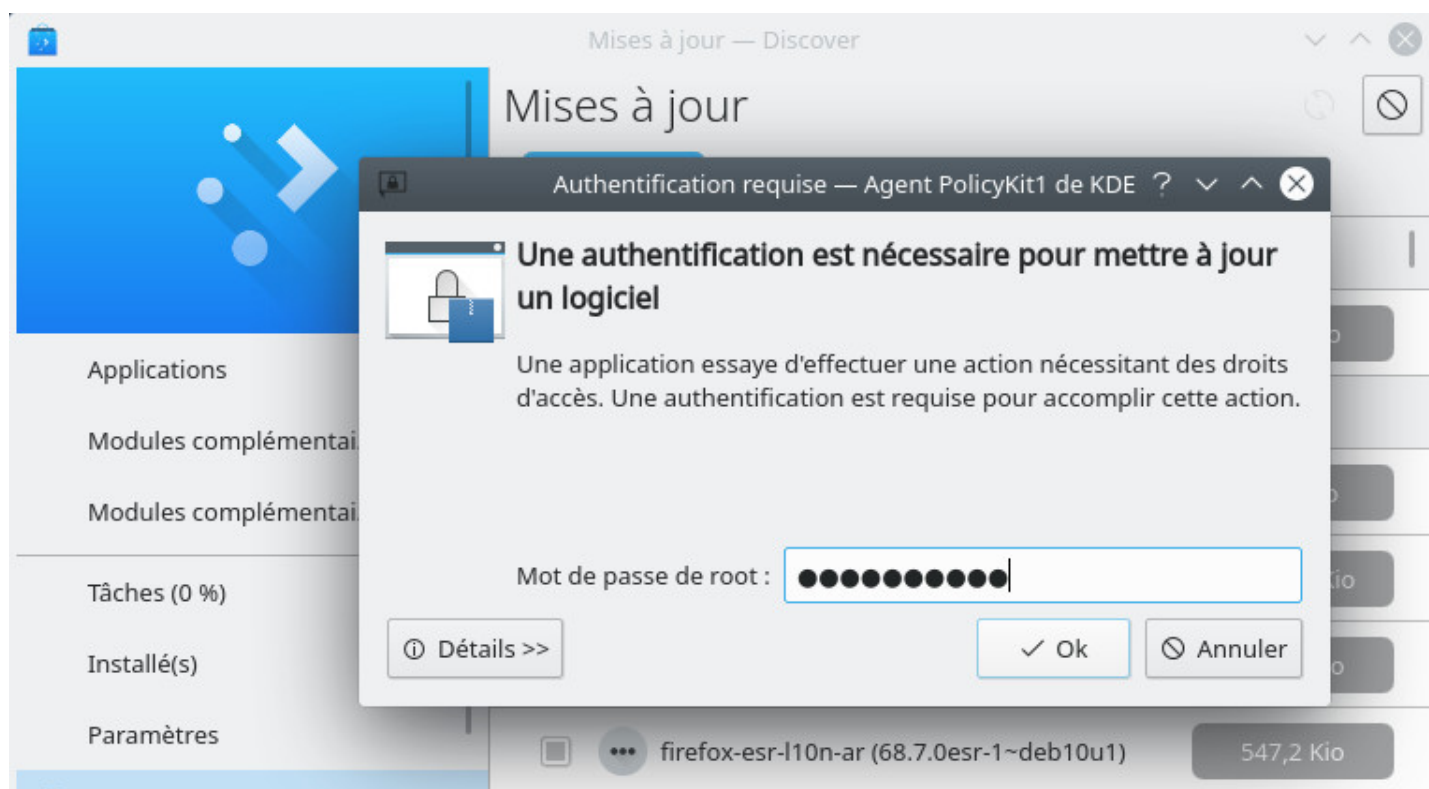 Mises à jour — Discover
Mises à jour
Authentification requise — Agent PolicyKit1 de KDE
Une authentification est nécessaire pour mettre à jour
un logiciel
Une application essaye d'effectuer une action nécessitant des droits
d'accès. Une authentification est requise pour accomplir cette action.
Applications
Modules complémentai
Modules complémentai
Mot de passe de root : ●●●●●●●●●●
Tâches (0 %)
Kio
Détails >>
Ok
Annuler
Installé(s)
Paramètres
firefox-esr-l10n-ar (68.7.0esr-1~deb10u1)
547,2 Kio